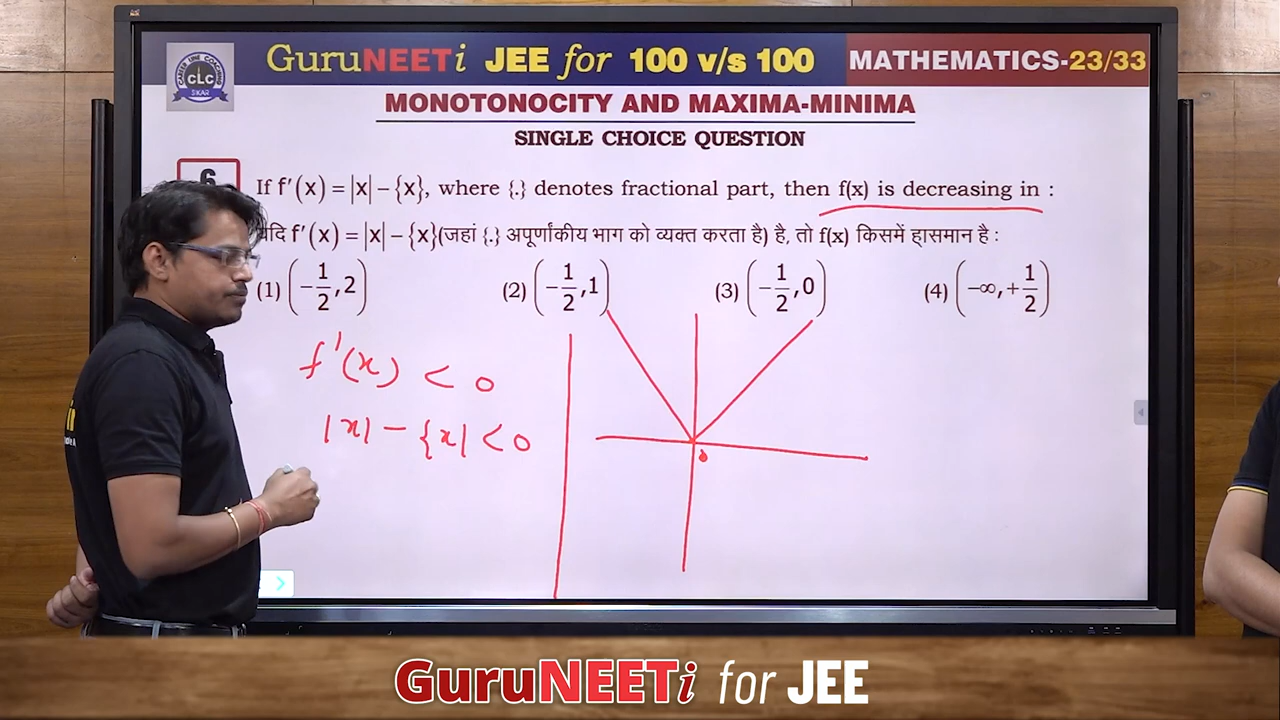 GuruNEETi JEE for 100 v/s 100 MATHEMATICS-23/33
CLC
SIKAR
MONOTONOCITY AND MAXIMA-MINIMA
SINGLE CHOICE QUESTION
6
If f'(x) = |x| − {x}, where {.} denotes fractional part, then f(x) is decreasing in :
यदि f'(x) = |x| − {x}(जहां {.} अपूर्णांकीय भाग को व्यक्त करता है) है, तो f(x) किसमें ह्रासमान है :
(1) (−1/2, 2) (2) (−1/2, 1) (3) (−1/2, 0) (4) (−∞, +1/2)
f'(x) < 0
|x| − {x| < 0
GuruNEETi for JEE